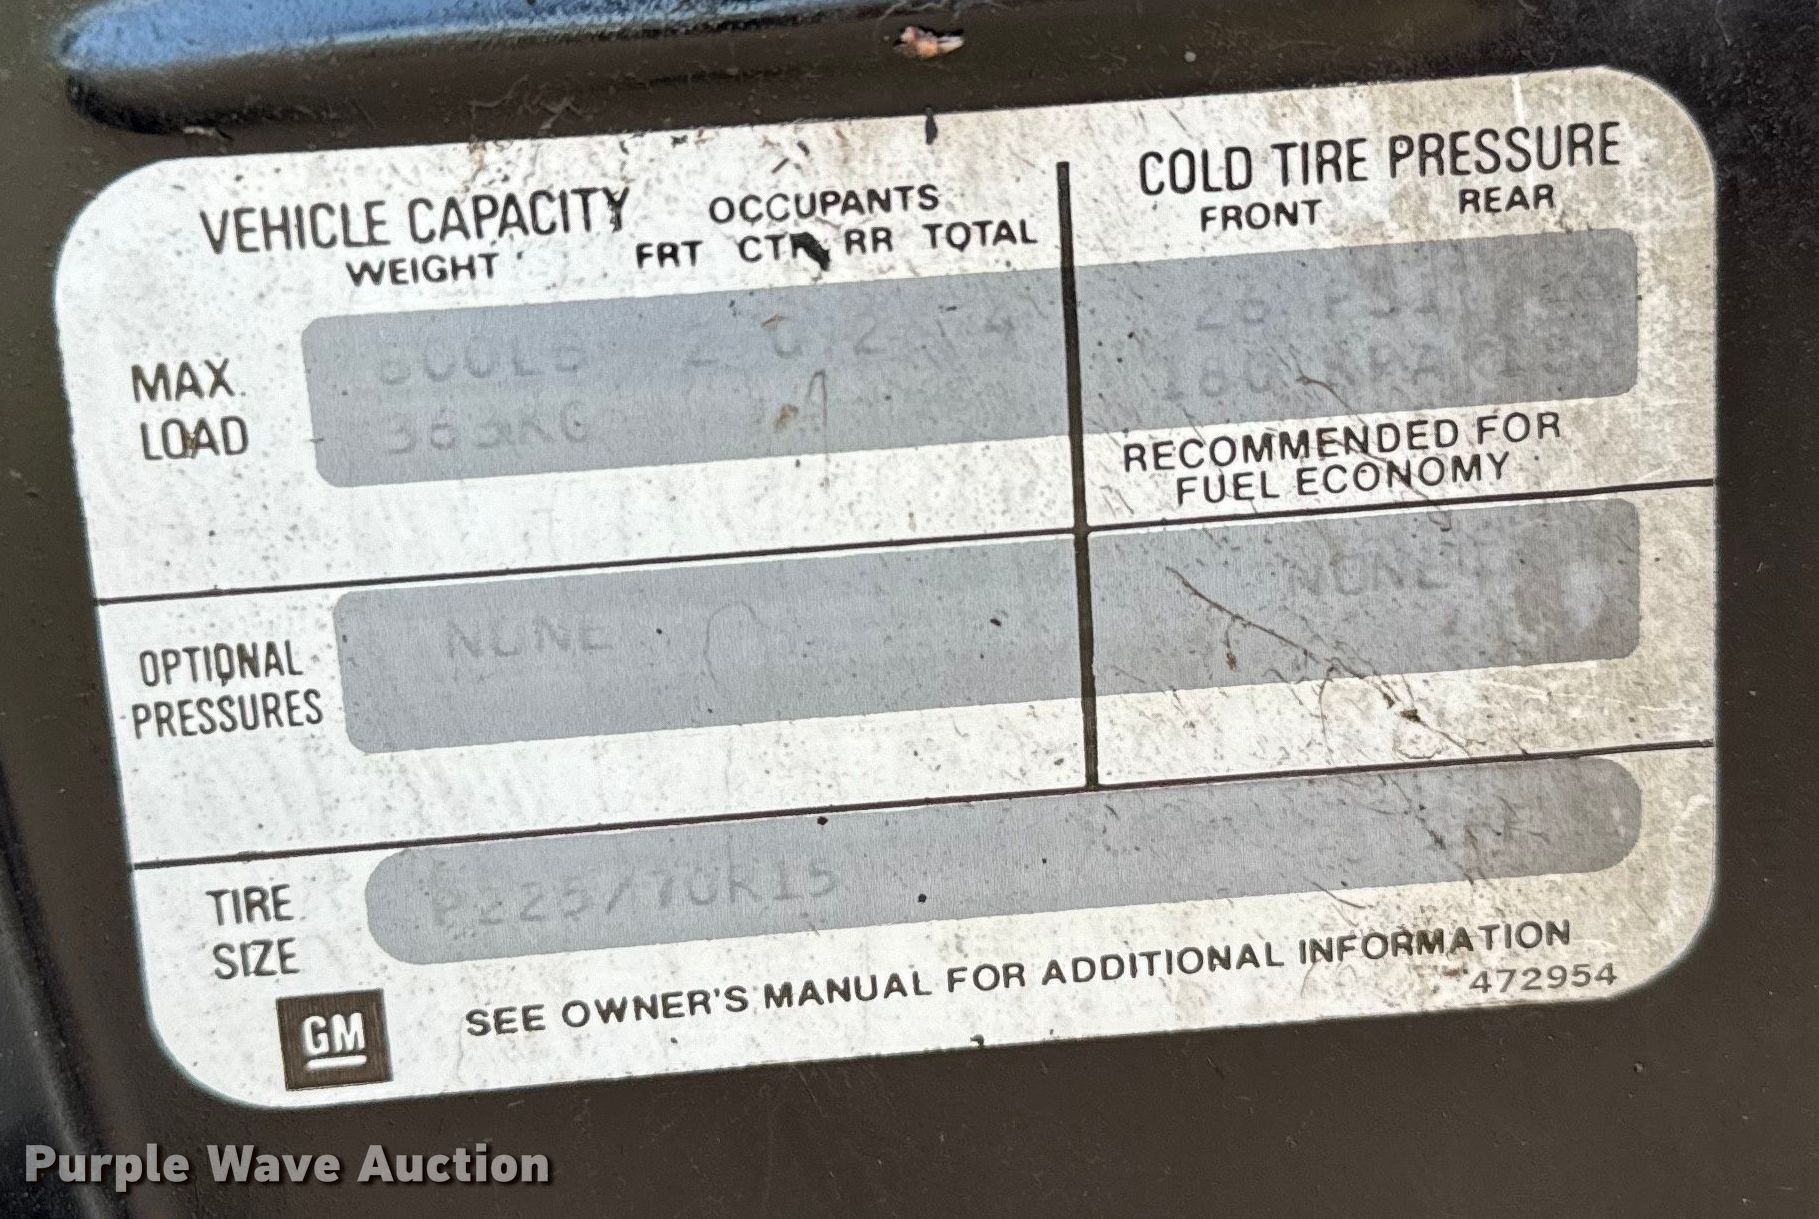 VEHICLE CAPACITY OCCUPANTS COLD TIRE PRESSURE
WEIGHT FRT CTR RR TOTAL FRONT REAR
MAX. LOAD
2 0 2 4
RECOMMENDED FOR
FUEL ECONOMY
NONE
OPTIONAL
PRESSURES
NONE
TIRE
SIZE
P225/70R15
GM
SEE OWNER'S MANUAL FOR ADDITIONAL INFORMATION
472954
Purple Wave Auction